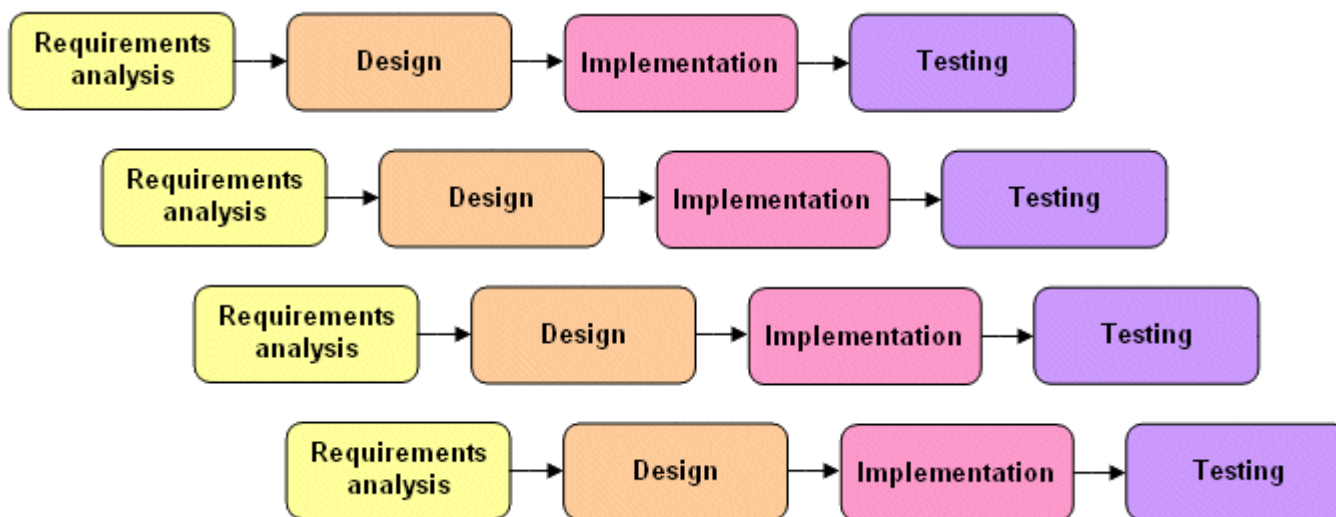 Requirements
analysis
Design
Implementation
Testing
Requirements
analysis
Design
Implementation
Testing
Requirements
analysis
Design
Implementation
Testing
Requirements
analysis
Design
Implementation
Testing